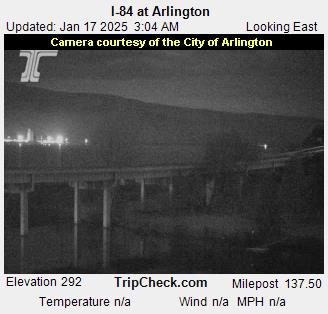 I-84 at Arlington
Updated: Jan 17 2025 3:04 AM Looking East
Camera courtesy of the City of Arlington
Elevation 292 TripCheck.com Milepost 137.50
Temperature n/a Wind n/a MPH n/a